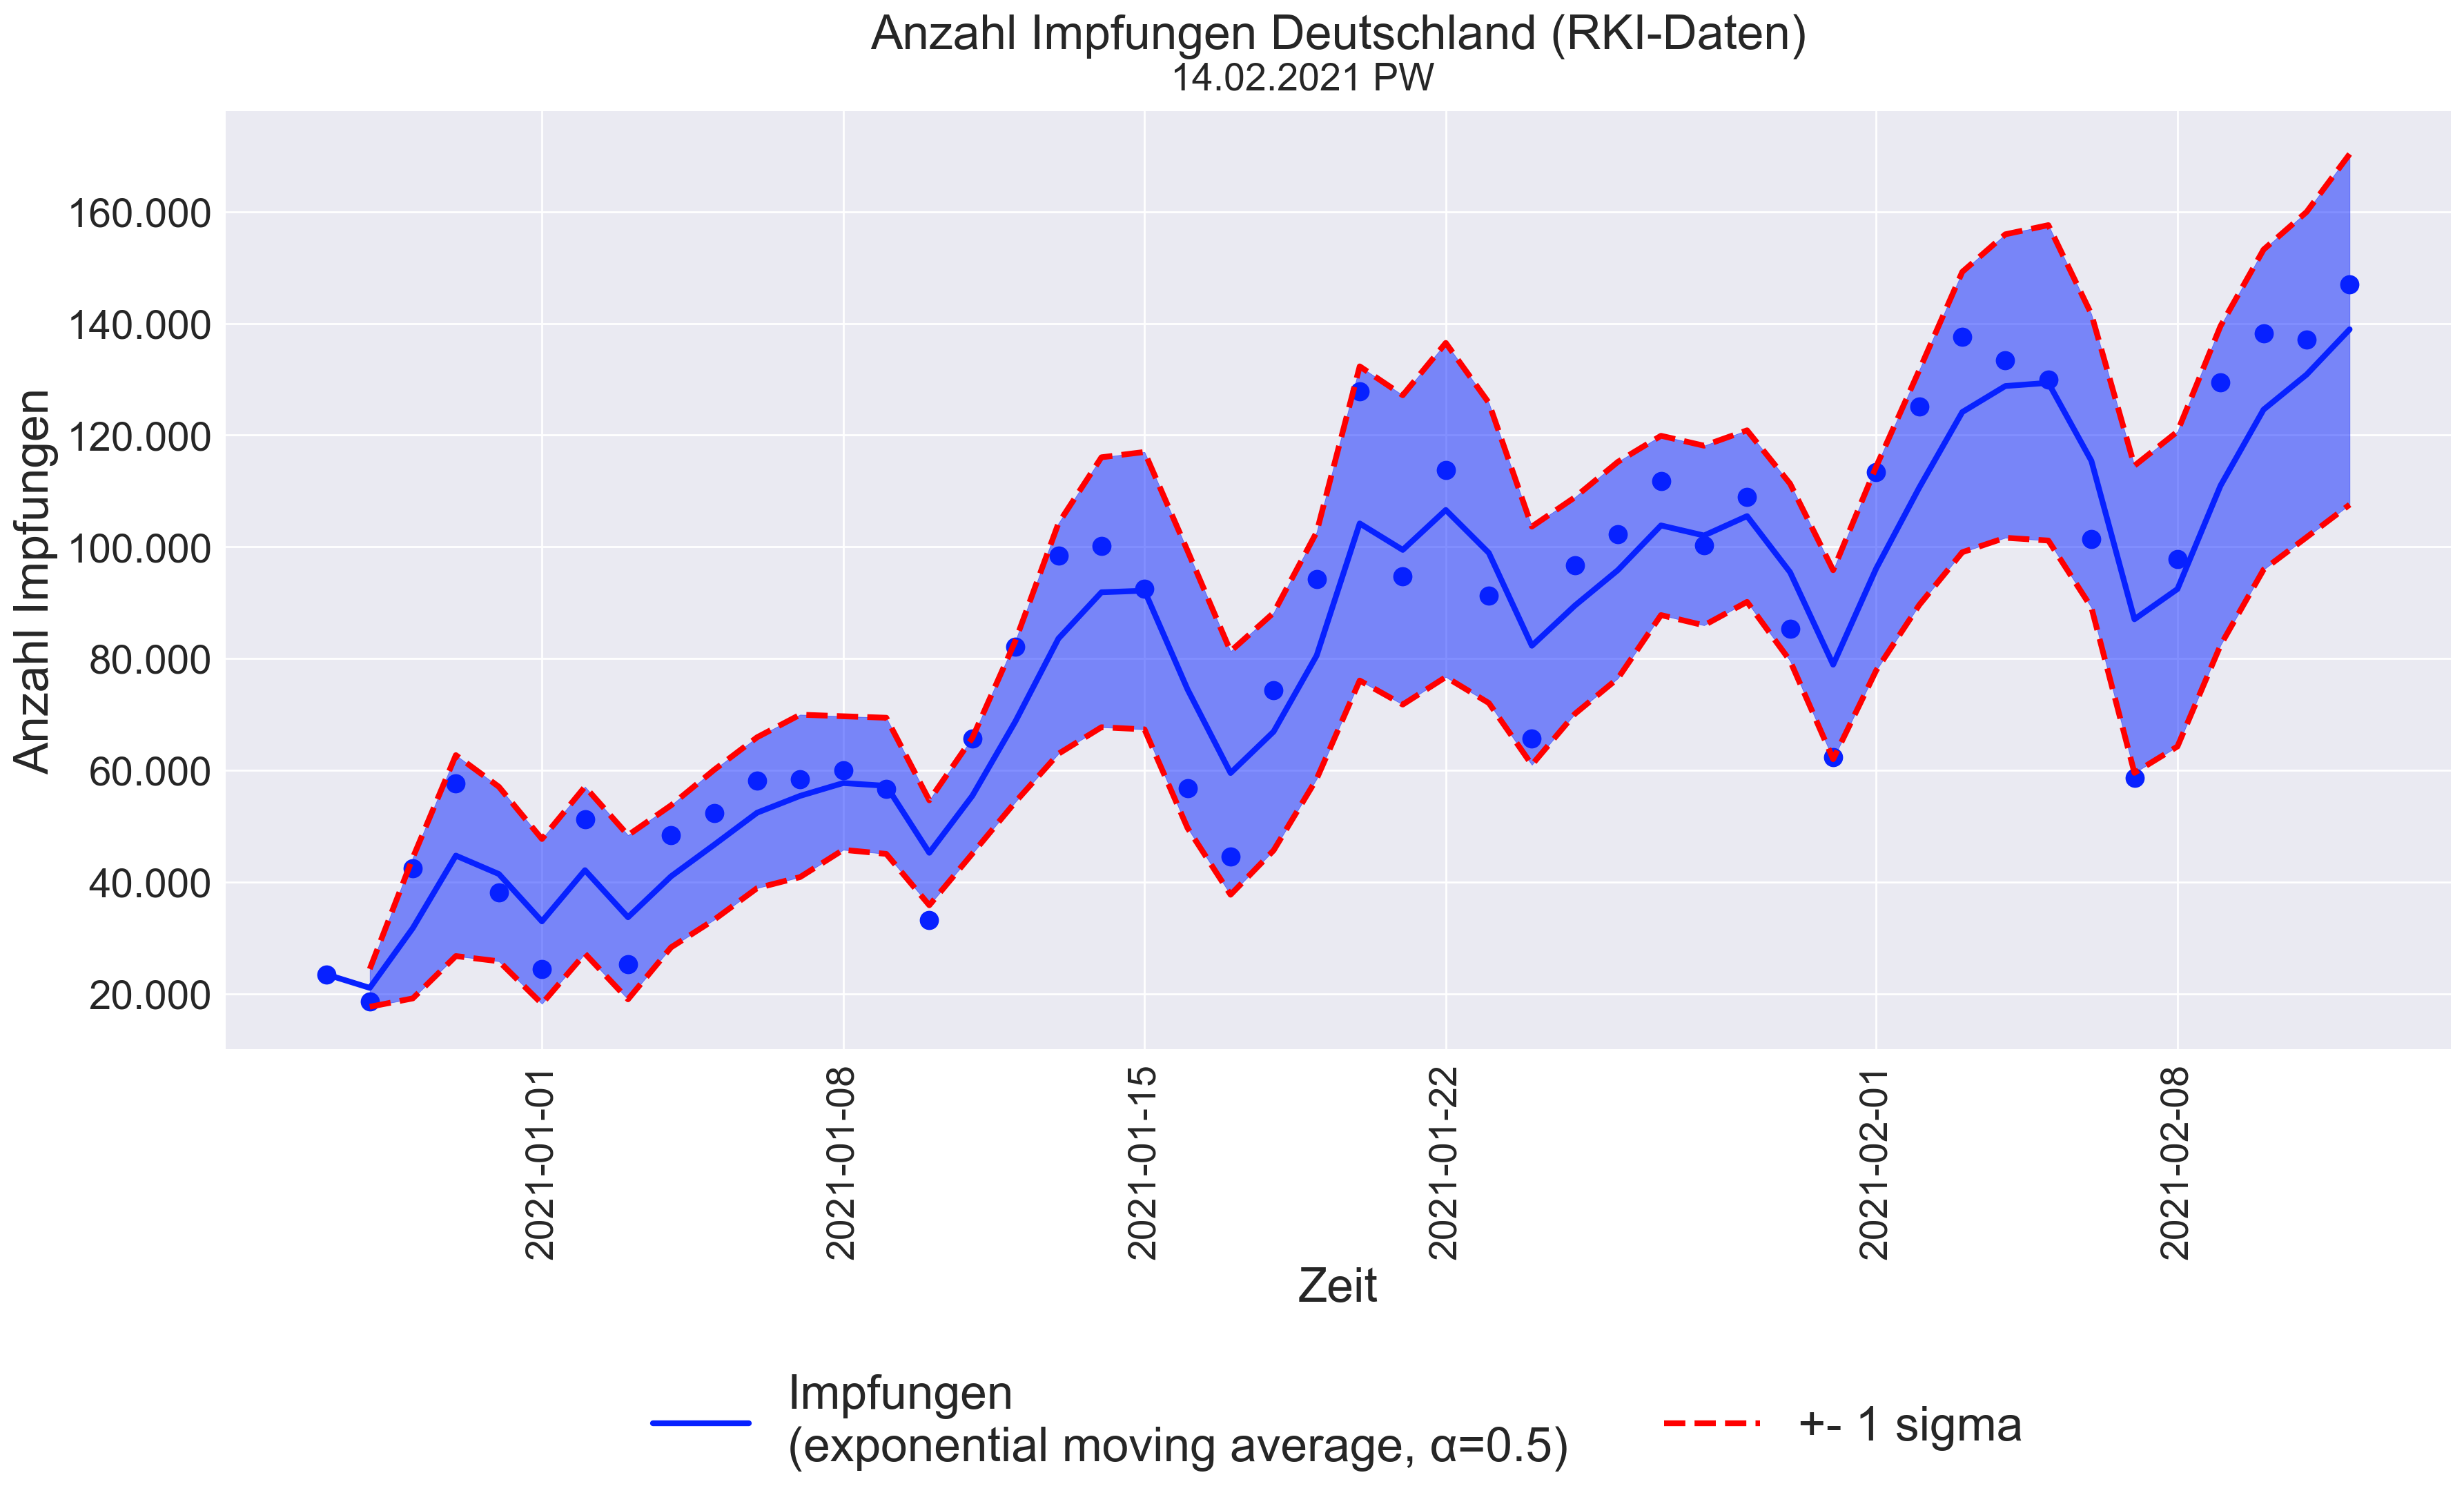 Anzahl Impfungen Deutschland (RKI-Daten)
14.02.2021 PW
Anzahl Impfungen
160.000
140.000
120.000
100.000
80.000
60.000
40.000
20.000
2021-01-01
2021-01-08
2021-01-15
2021-01-22
2021-02-01
2021-02-08
Zeit
Impfungen
(exponential moving average, α=0.5)
+- 1 sigma